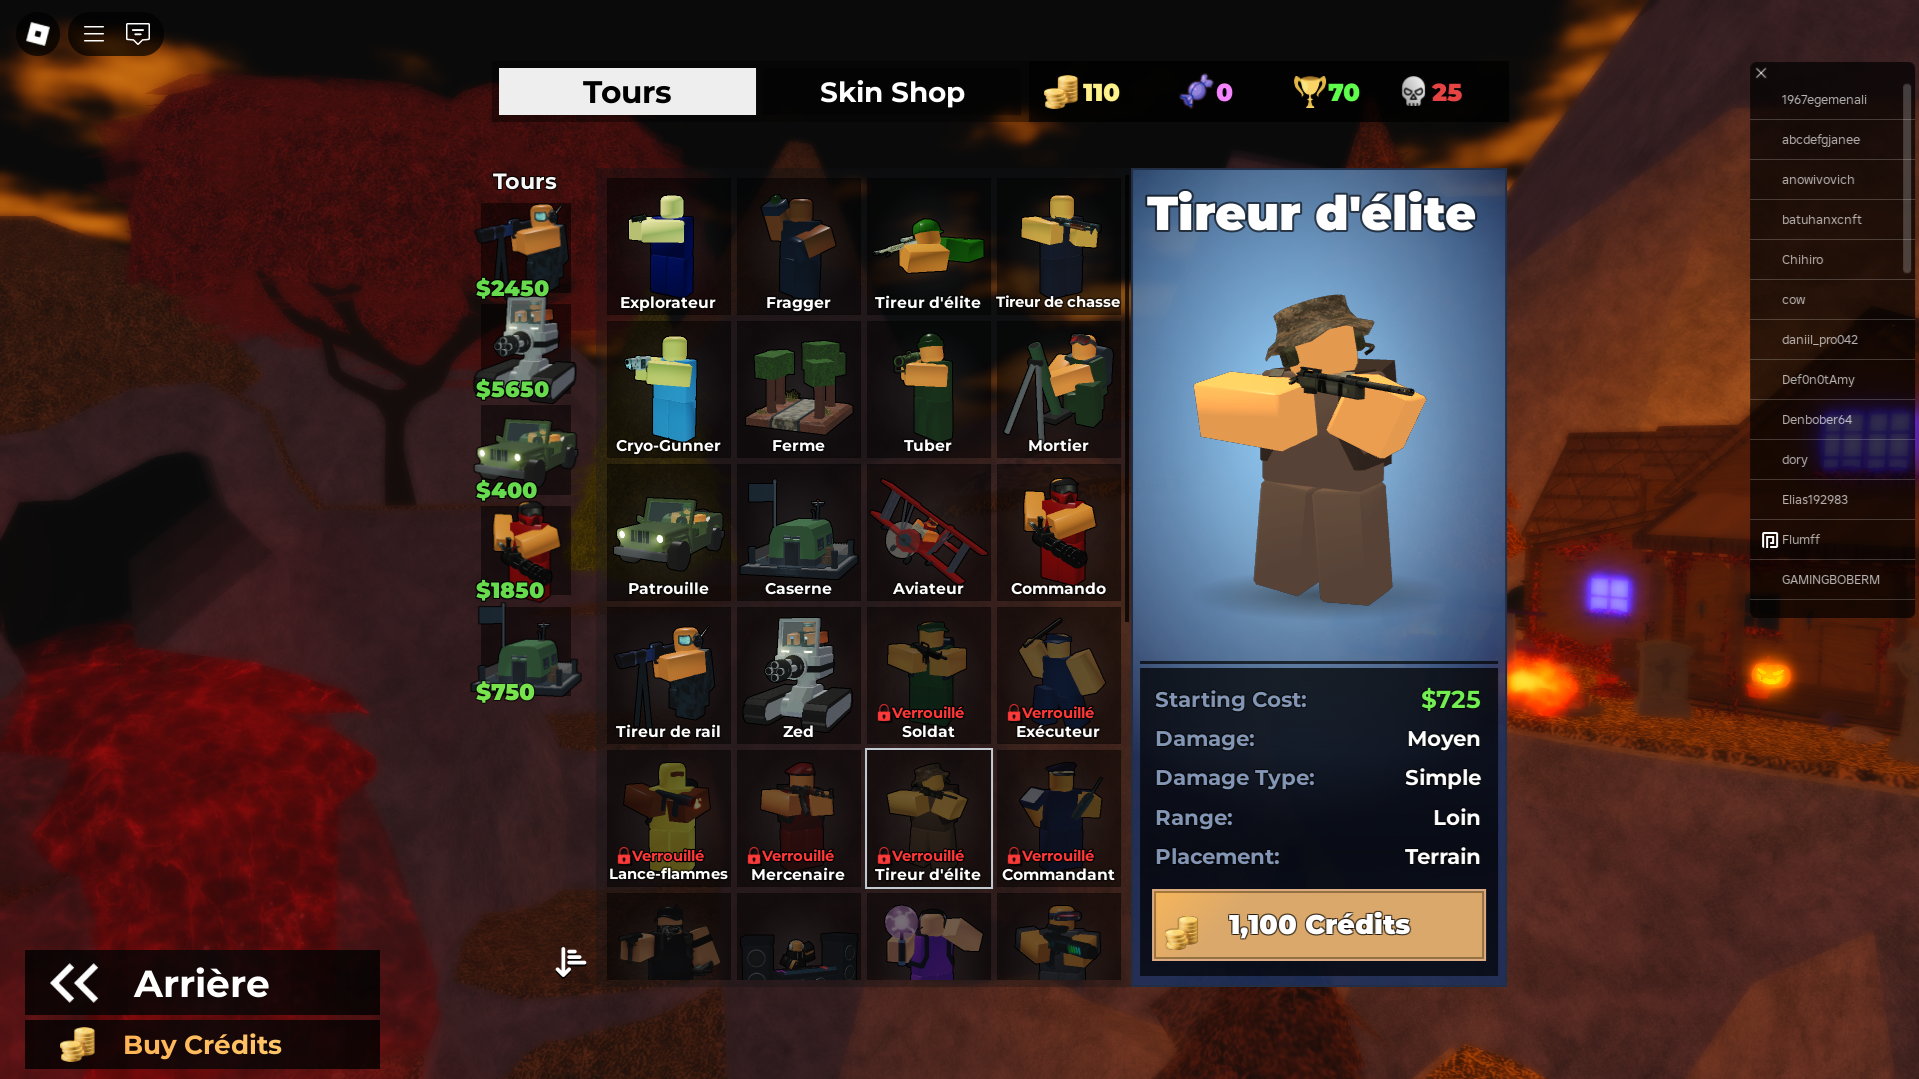 Tours
Skin Shop
110
0
70
25
1967egemenali
abcdefgjanee
anowivovich
batuhanxcnft
Chihiro
cow
daniil_pro042
Def0n0tAmy
Denbober64
dory
Elias192983
Flumff
GAMINGBOBERM
Tours
$2450
$5650
$400
$1850
$750
Explorateur
Fragger
Tireur d'élite
Tireur de chasse
Cryo-Gunner
Ferme
Tuber
Mortier
Patrouille
Caserne
Aviateur
Commando
Tireur de rail
Zed
Verrouillé
Soldat
Verrouillé
Exécuteur
Verrouillé
Lance-flammes
Verrouillé
Mercenaire
Verrouillé
Tireur d'élite
Verrouillé
Commandant
Tireur d'élite
Starting Cost: $725
Damage: Moyen
Damage Type: Simple
Range: Loin
Placement: Terrain
1,100 Crédits
Arrière
Buy Crédits